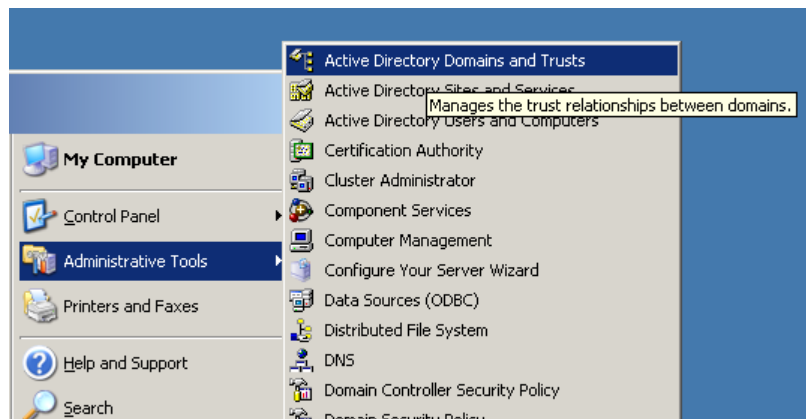 My Computer
Control Panel
Administrative Tools
Printers and Faxes
Help and Support
Search
Active Directory Domains and Trusts
Active Directory Sites and Services
Manages the trust relationships between domains.
Active Directory Users and Computers
Certification Authority
Cluster Administrator
Component Services
Computer Management
Configure Your Server Wizard
Data Sources (ODBC)
Distributed File System
DNS
Domain Controller Security Policy
Domain Security Policy